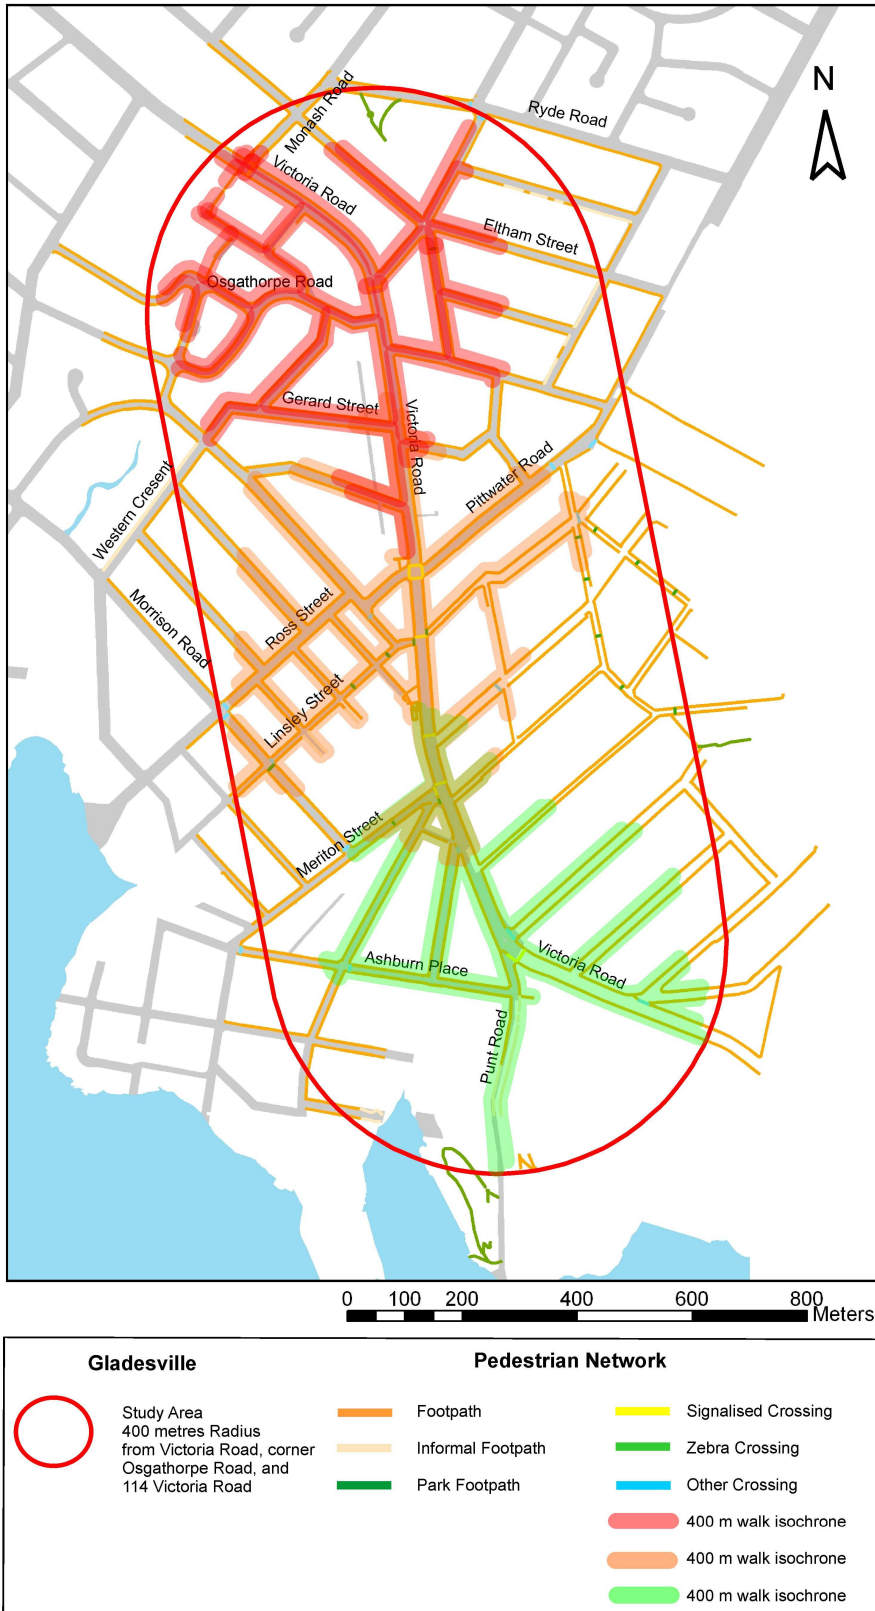 N
Ryde Road
Monash Road
Victoria Road
Eltham Street
Osgathorpe Road
Gerard Street
Victoria Road
Pittwater Road
Western Cresent
Ross Street
Morrison Road
Linsley Street
Meriton Street
Victoria Road
Ashburn Place
Punt Road
0 100 200 400 600 800
Meters
Gladesville
Study Area
400 metres Radius
from Victoria Road, corner
Osgathorpe Road, and
114 Victoria Road
Pedestrian Network
Footpath
Informal Footpath
Park Footpath
Signalised Crossing
Zebra Crossing
Other Crossing
400 m walk isochrone
400 m walk isochrone
400 m walk isochrone